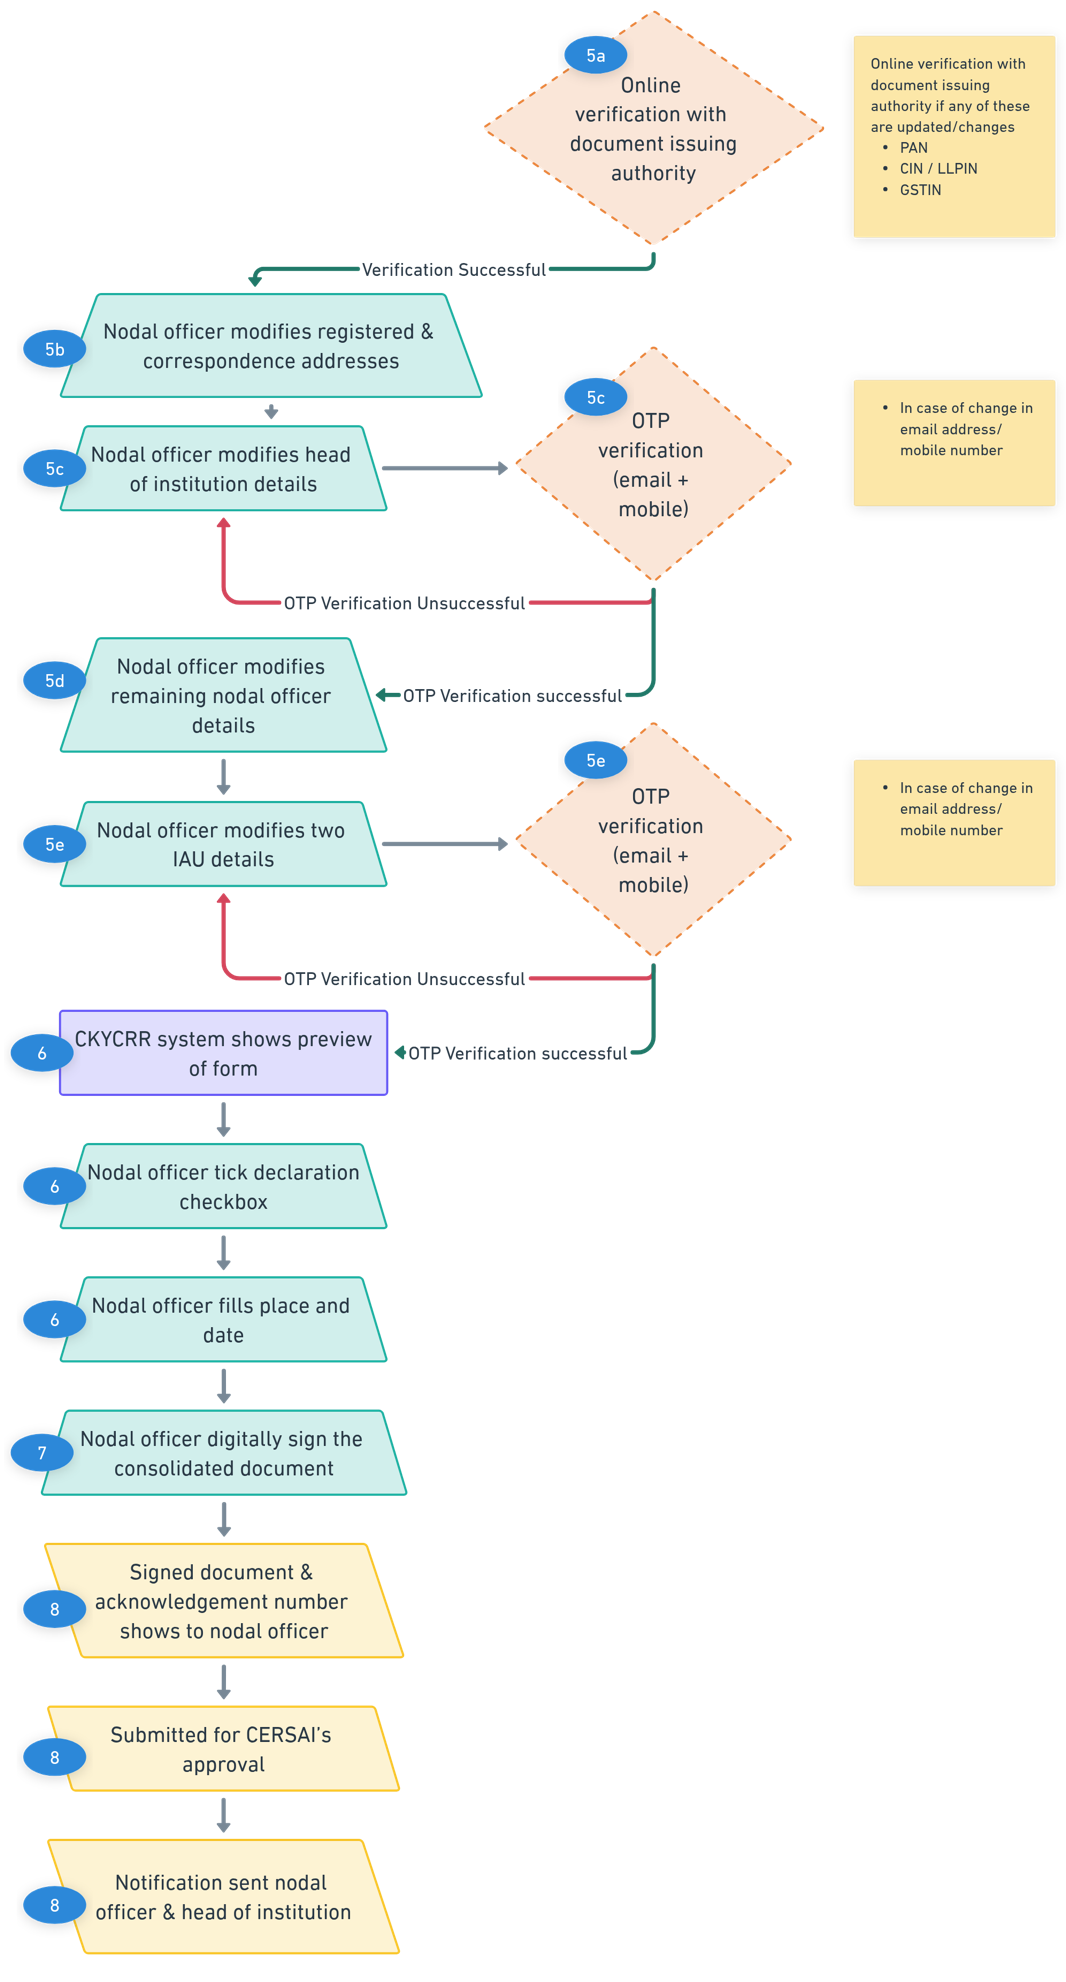 5a
Online
verification with
document issuing
authority
Online verification with
document issuing
authority if any of these
are updated/changes
• PAN
• CIN / LLPIN
• GSTIN
Verification Successful
5b
Nodal officer modifies registered &
correspondence addresses
5c
Nodal officer modifies head
of institution details
5c
OTP
verification
(email +
mobile)
• In case of change in
email address/
mobile number
OTP Verification Unsuccessful
5d
Nodal officer modifies
remaining nodal officer
details
OTP Verification successful
5e
Nodal officer modifies two
IAU details
5e
OTP
verification
(email +
mobile)
• In case of change in
email address/
mobile number
OTP Verification Unsuccessful
6
CKYCRR system shows preview
of form
OTP Verification successful
6
Nodal officer tick declaration
checkbox
6
Nodal officer fills place and
date
7
Nodal officer digitally sign the
consolidated document
8
Signed document &
acknowledgement number
shows to nodal officer
8
Submitted for CERSAI’s
approval
8
Notification sent nodal
officer & head of institution